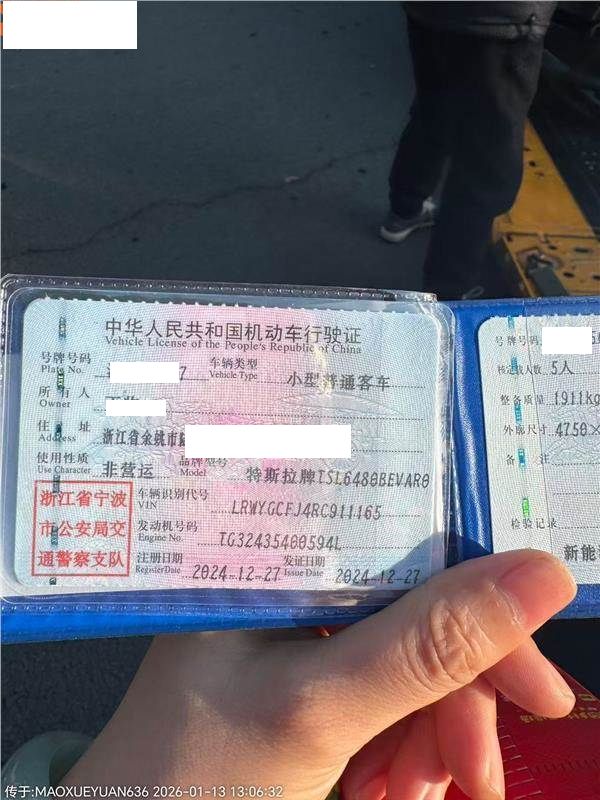 中华人民共和国机动车行驶证
Vehicle License of the People's Republic of China
号牌号码 7 车辆类型 小型普通客车
Plate No. Vehicle Type
所有人
Owner
住址 浙江省余姚市
Address
使用性质 非营运 品牌型号 特斯拉牌TSL6480BEVAR0
Use Character Model
浙江省宁波
市公安局交
通警察支队
车辆识别代号 LRWYGCFJ4RC911165
VIN
发动机号码 TG32435480594L
Engine No.
注册日期 2024-12-27 发证日期 2024-12-27
Register Date Issue Date
号牌号码
核定载人数 5人
整备质量 1911kg
外廓尺寸 4750×
备注
检验记录
新能
传于:MAOXUEYUAN636 2026-01-13 13:06:32